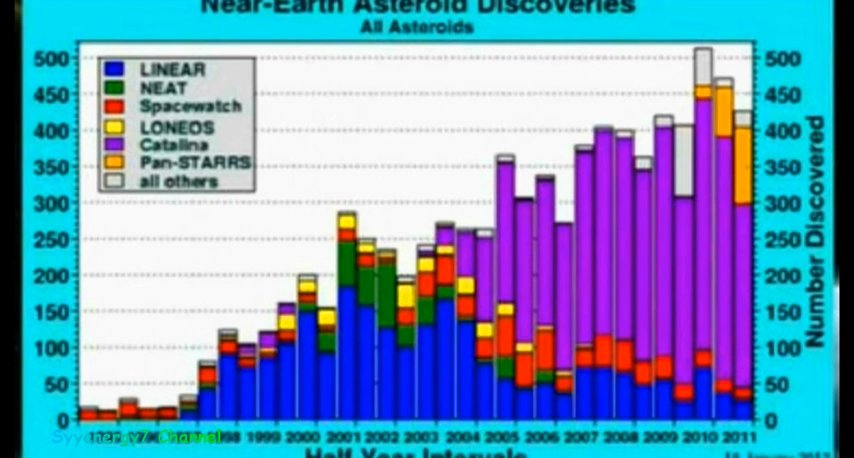 Near-Earth Asteroid Discoveries
All Asteroids
500
450
400
350
300
250
200
150
100
50
0
LINEAR
NEAT
Spacewatch
LONEOS
Catalina
Pan-STARRS
all others
500
450
400
350
300
250
200
150
100
50
0
Number Discovered
1999 2000 2001 2002 2003 2004 2005 2006 2007 2008 2009 2010 2011
Syyenergy7 Channel
Half-Year Intervals